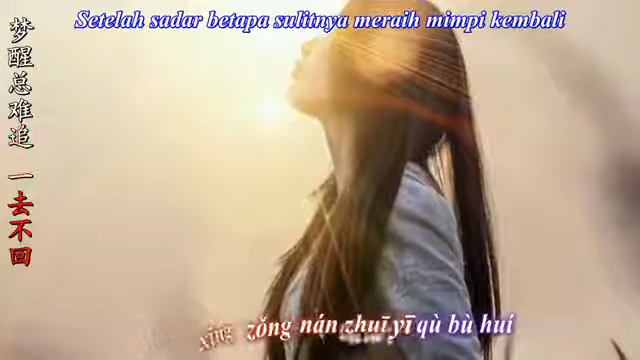 Setelah sadar betapa sulitnya meraih mimpi kembali
梦醒总难追 一去不回
xǐng zǒng nán zhuī yī qù bù huí